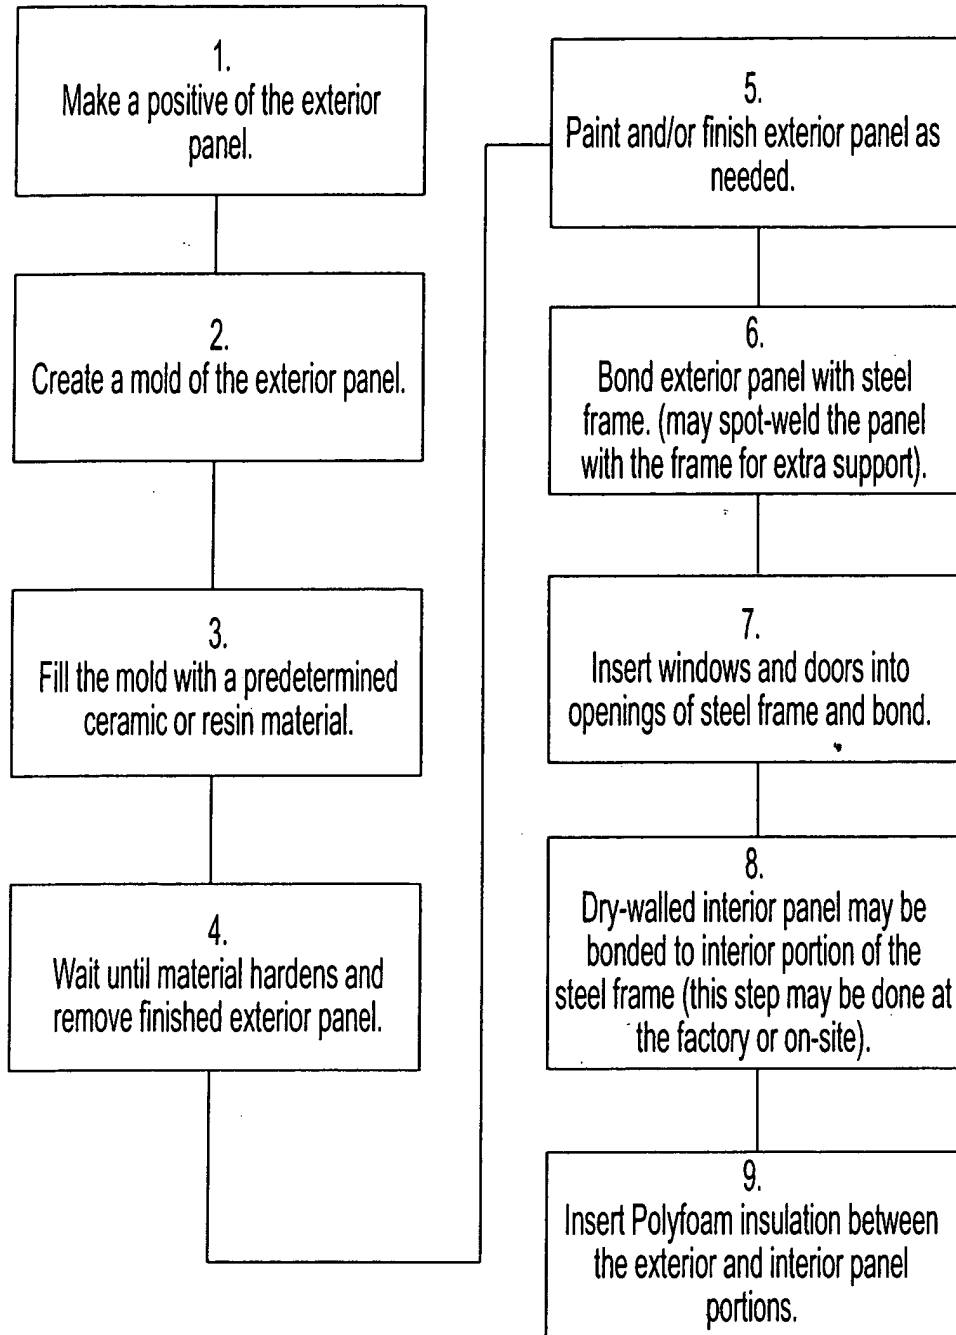 1.
Make a positive of the exterior
panel.
2.
Create a mold of the exterior panel.
3.
Fill the mold with a predetermined
ceramic or resin material.
4.
Wait until material hardens and
remove finished exterior panel.
5.
Paint and/or finish exterior panel as
needed.
6.
Bond exterior panel with steel
frame. (may spot-weld the panel
with the frame for extra support).
7.
Insert windows and doors into
openings of steel frame and bond.
8.
Dry-walled interior panel may be
bonded to interior portion of the
steel frame (this step may be done at
the factory or on-site).
9.
Insert Polyfoam insulation between
the exterior and interior panel
portions.